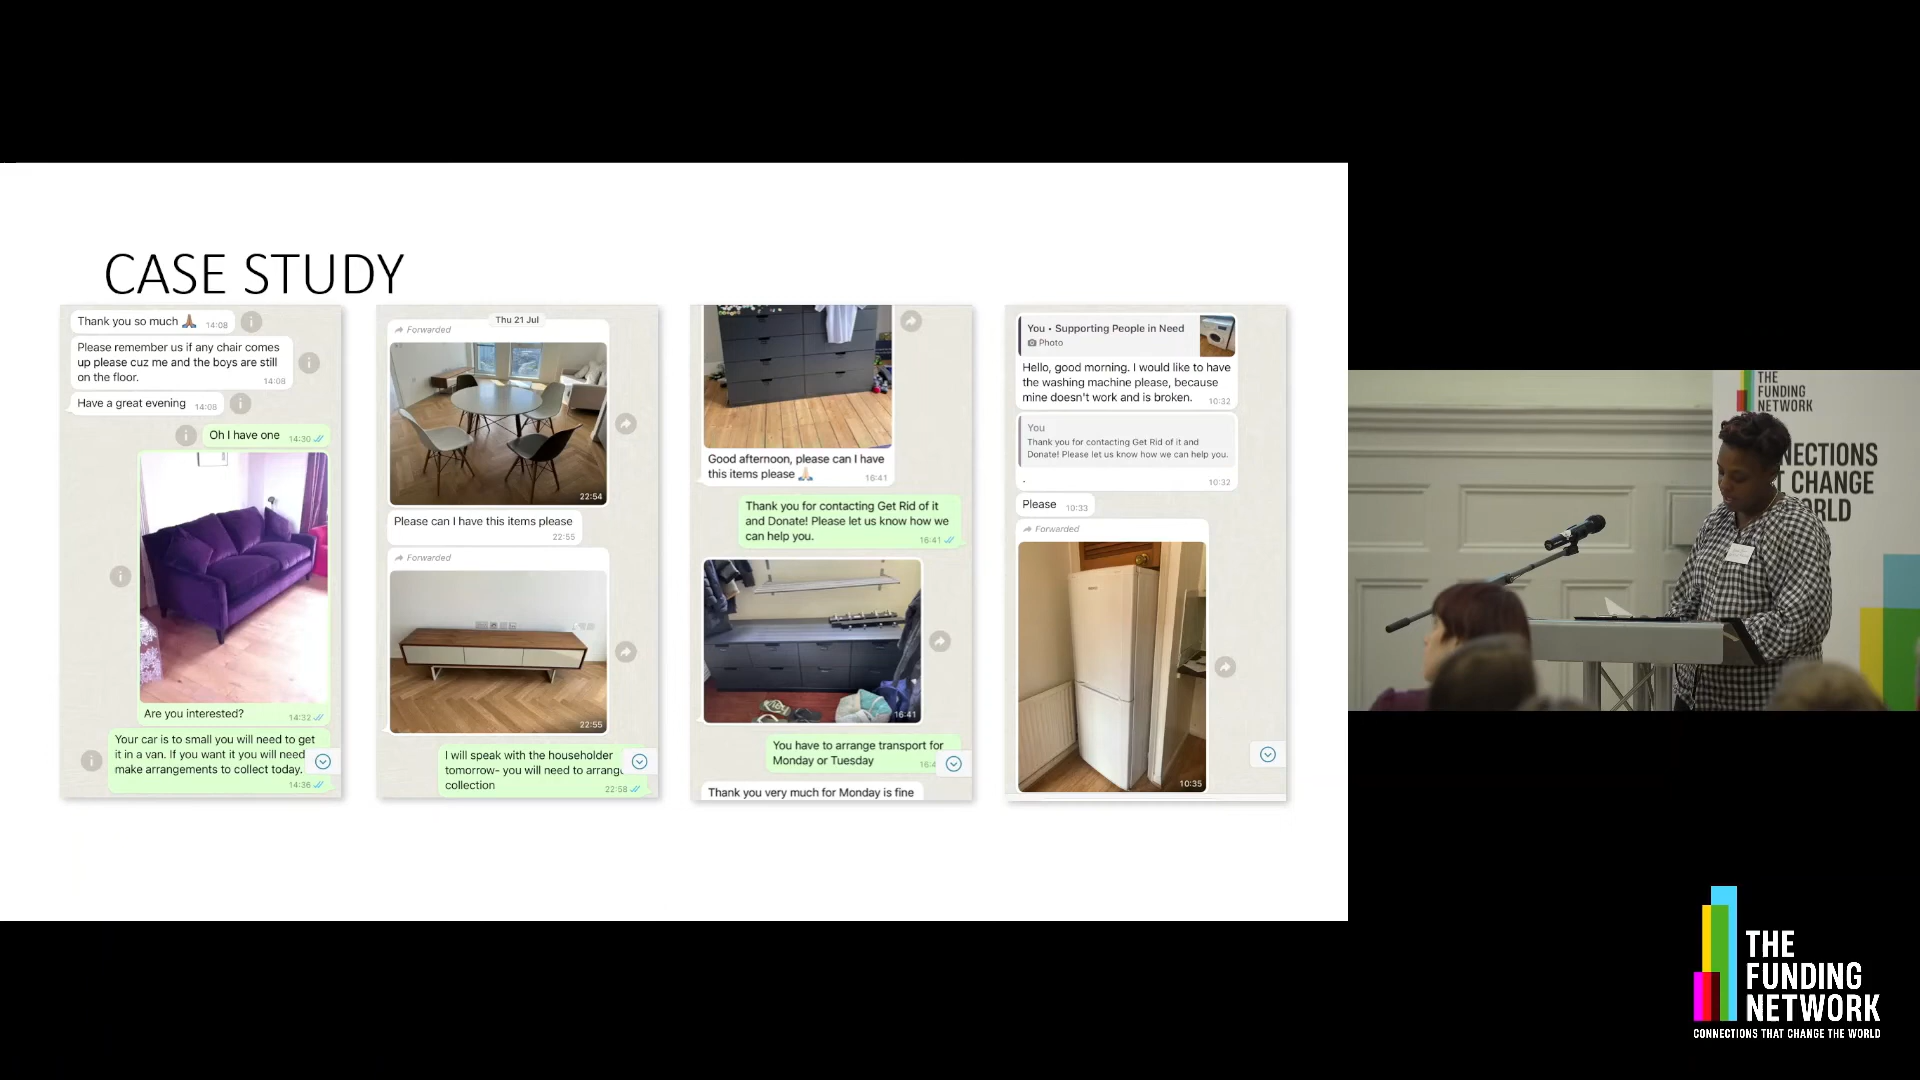 CASE STUDY
Thank you so much 🙏🏽 14:08
Please remember us if any chair comes
up please cuz me and the boys are still
on the floor. 14:08
Have a great evening 14:08
Oh I have one 14:30
Are you interested? 14:32
Your car is to small you will need to get
it in a van. If you want it you will need
make arrangements to collect today.
14:36
Thu 21 Jul
Forwarded
22:54
Please can I have this items please
22:55
Forwarded
22:55
I will speak with the householder
tomorrow- you will need to arrange
collection 22:58
Good afternoon, please can I have
this items please 🙏🏼 16:41
Thank you for contacting Get Rid of it
and Donate! Please let us know how we
can help you. 16:41
16:41
You have to arrange transport for
Monday or Tuesday
Thank you very much for Monday is fine
You • Supporting People in Need
Photo
Hello, good morning. I would like to have
the washing machine please, because
mine doesn't work and is broken. 10:32
You
Thank you for contacting Get Rid of it and
Donate! Please let us know how we can help you.
. 10:32
Please 10:33
Forwarded
10:35
THE
FUNDING
NETWORK
NECTIONS
T CHANGE
RLD
THE
FUNDING
NETWORK
CONNECTIONS THAT CHANGE THE WORLD